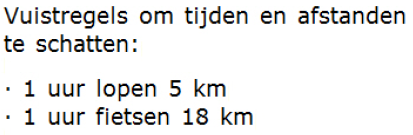 Vuistregels om tijden en afstanden
te schatten:
· 1 uur lopen 5 km
· 1 uur fietsen 18 km